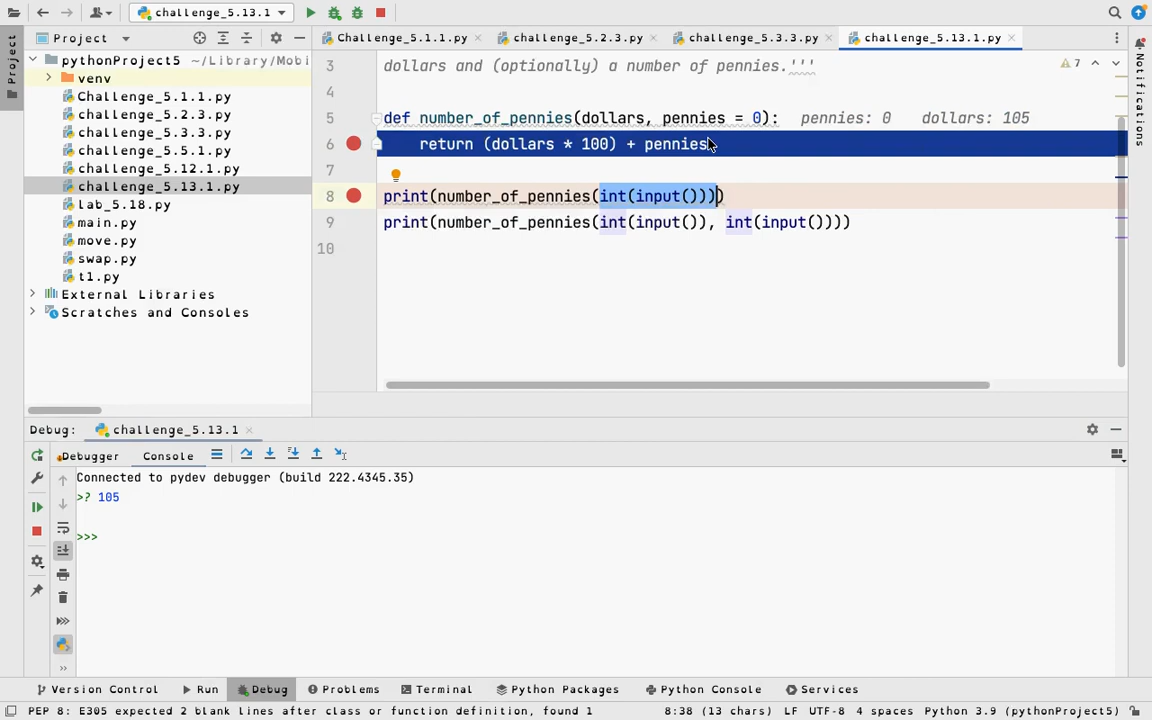 challenge_5.13.1
Project
Challenge_5.1.1.py
challenge_5.2.3.py
challenge_5.3.3.py
challenge_5.13.1.py
Project
pythonProject5 ~/Library/Mobi
venv
Challenge_5.1.1.py
challenge_5.2.3.py
challenge_5.3.3.py
challenge_5.5.1.py
challenge_5.12.1.py
challenge_5.13.1.py
lab_5.18.py
main.py
move.py
swap.py
t1.py
External Libraries
Scratches and Consoles
3 dollars and (optionally) a number of pennies.'''
7
4
5 def number_of_pennies(dollars, pennies = 0): pennies: 0 dollars: 105
6 return (dollars * 100) + pennies
7
8 print(number_of_pennies(int(input())))
9 print(number_of_pennies(int(input()), int(input())))
10
Notifications
Debug: challenge_5.13.1
Debugger Console
Connected to pydev debugger (build 222.4345.35)
>? 105
>>>
Version Control Run Debug Problems Terminal Python Packages Python Console Services
PEP 8: E305 expected 2 blank lines after class or function definition, found 1 8:38 (13 chars) LF UTF-8 4 spaces Python 3.9 (pythonProject5)